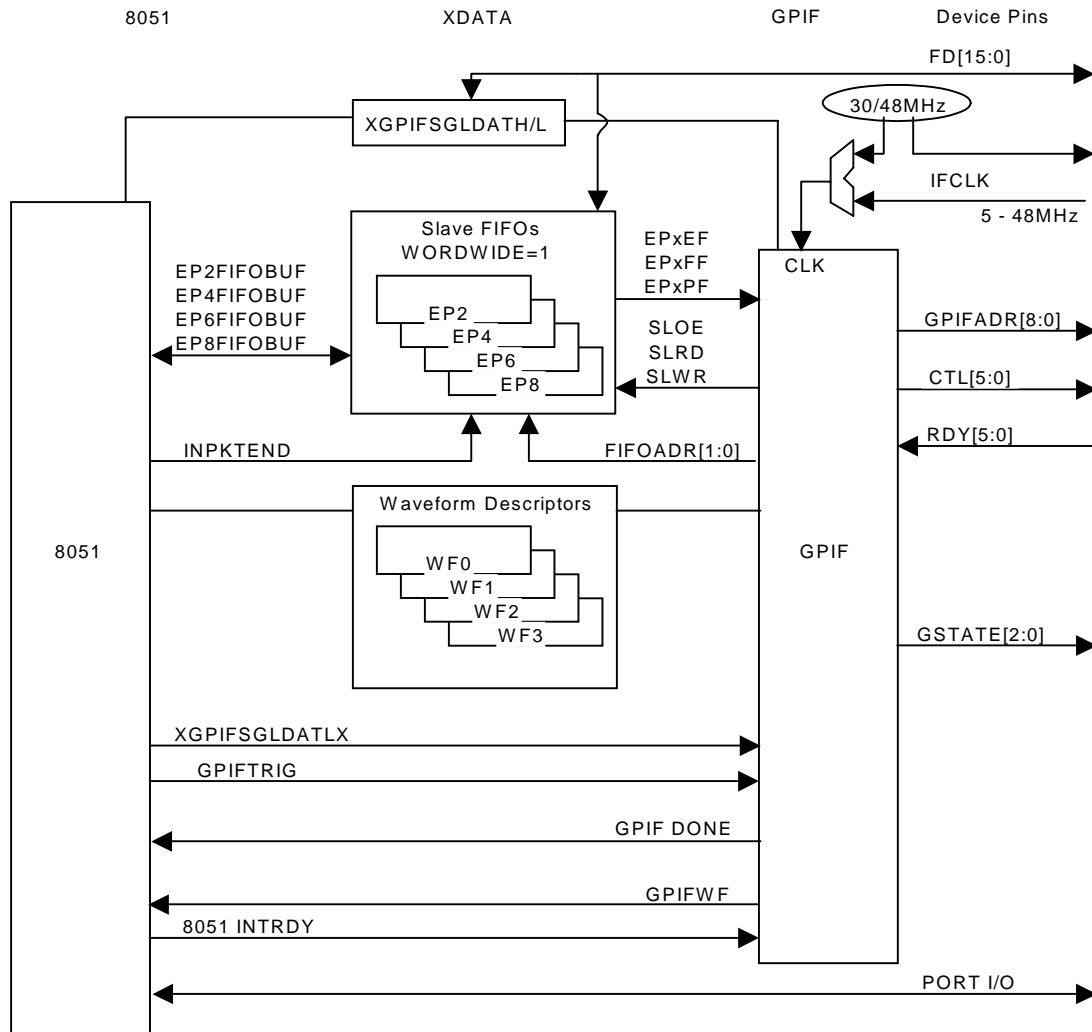 8051
XDATA
GPIF
Device Pins
FD[15:0]
30/48MHz
XGPIFSGLDATH/L
IFCLK
5 - 48MHz
Slave FIFOs
WORDWIDE=1
EPxEF
EPxFF
EPxPF
CLK
EP2FIFOBUF
EP4FIFOBUF
EP6FIFOBUF
EP8FIFOBUF
EP2
EP4
EP6
EP8
SLOE
SLRD
SLWR
GPIFADR[8:0]
CTL[5:0]
RDY[5:0]
INPKTEND
FIFOADR[1:0]
Waveform Descriptors
WF0
WF1
WF2
WF3
8051
GPIF
GSTATE[2:0]
XGPIFSGLDATLX
GPIFTRIG
GPIF DONE
GPIFWF
8051 INTRDY
PORT I/O